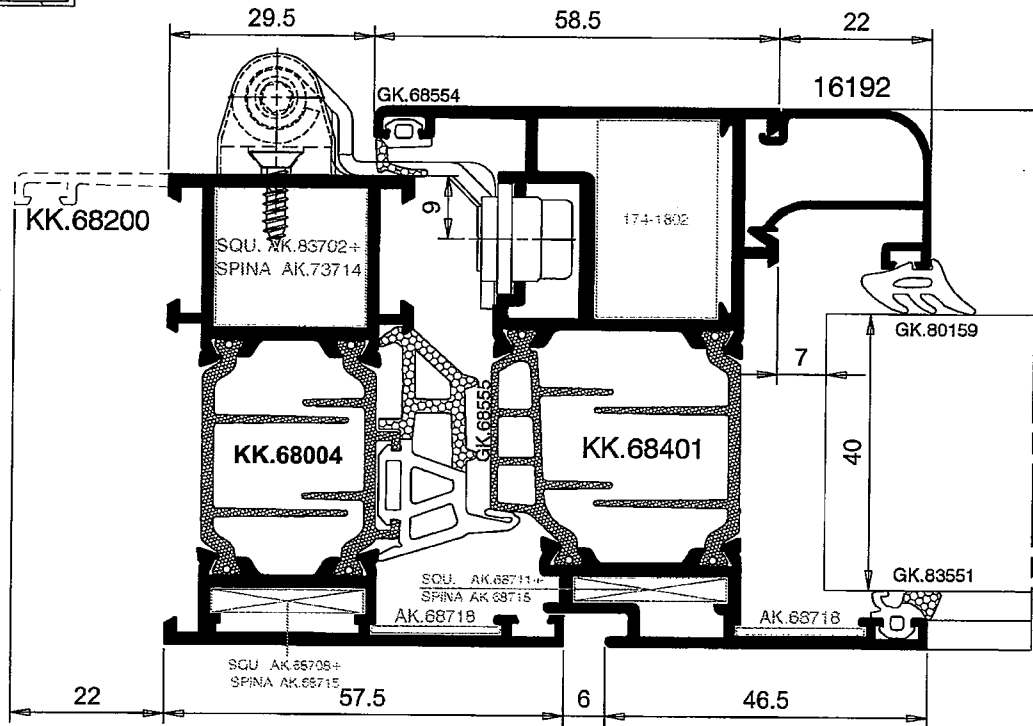 29.5
58.5
22
16192
GK.68554
KK.68200
9
174-1802
SQU. AK.83702+
SPINA AK.73714
GK.80159
7
GK.68555
KK.68004
KK.68401
40
SQU. AK.68711+
SPINA AK.68715
GK.83551
AK.68718
AK.68718
SQU AK.68708+
SPINA AK.68715
22
57.5
6
46.5